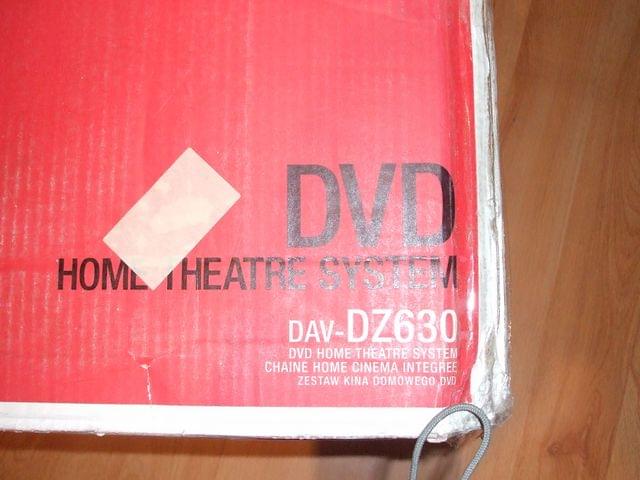 DVD
HOME THEATRE SYSTEM
DAV-DZ630
DVD HOME THEATRE SYSTEM
CHAINE HOME CINEMA INTEGREE
ZESTAW KINA DOMOWEGO DVD